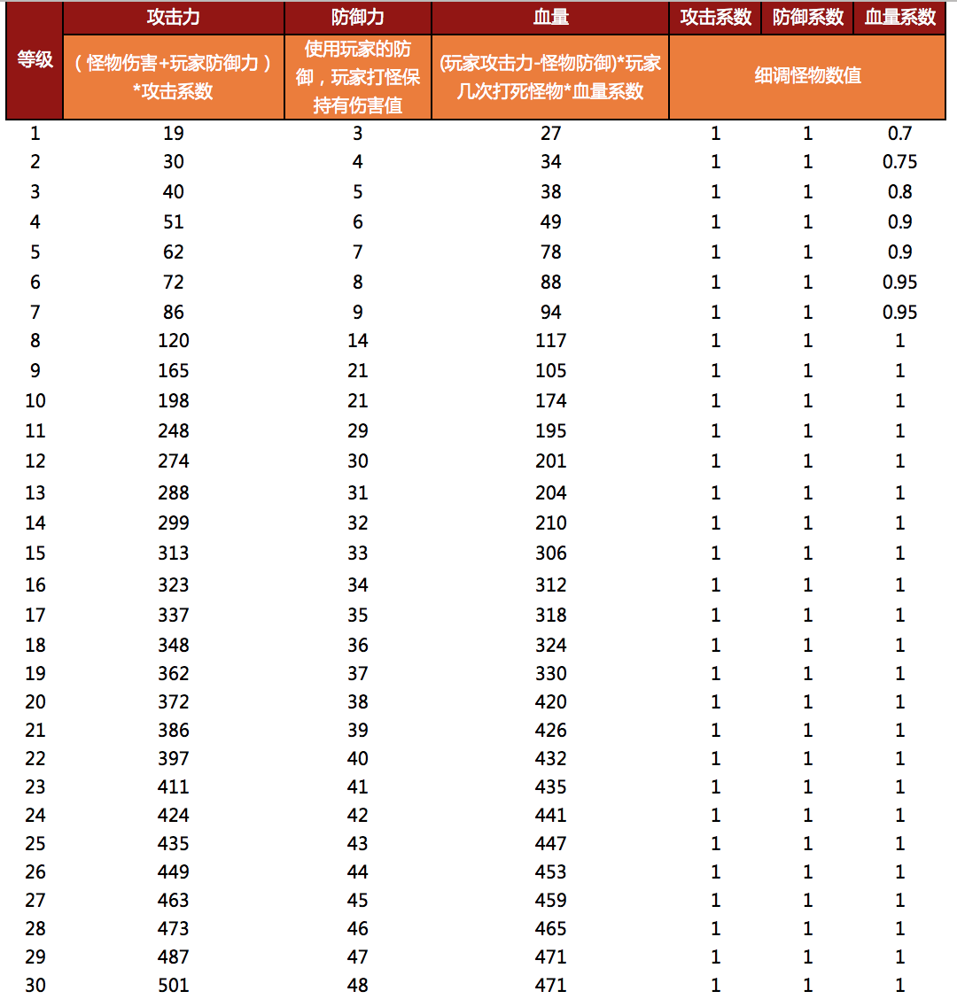 等级 攻击力 防御力 血量 攻击系数 防御系数 血量系数
（怪物伤害+玩家防御力）
*攻击系数
使用玩家的防
御，玩家打怪保
持有伤害值
(玩家攻击力-怪物防御)*玩家
几次打死怪物*血量系数
细调怪物数值
1 19 3 27 1 1 0.7
2 30 4 34 1 1 0.75
3 40 5 38 1 1 0.8
4 51 6 49 1 1 0.9
5 62 7 78 1 1 0.9
6 72 8 88 1 1 0.95
7 86 9 94 1 1 0.95
8 120 14 117 1 1 1
9 165 21 105 1 1 1
10 198 21 174 1 1 1
11 248 29 195 1 1 1
12 274 30 201 1 1 1
13 288 31 204 1 1 1
14 299 32 210 1 1 1
15 313 33 306 1 1 1
16 323 34 312 1 1 1
17 337 35 318 1 1 1
18 348 36 324 1 1 1
19 362 37 330 1 1 1
20 372 38 420 1 1 1
21 386 39 426 1 1 1
22 397 40 432 1 1 1
23 411 41 435 1 1 1
24 424 42 441 1 1 1
25 435 43 447 1 1 1
26 449 44 453 1 1 1
27 463 45 459 1 1 1
28 473 46 465 1 1 1
29 487 47 471 1 1 1
30 501 48 471 1 1 1